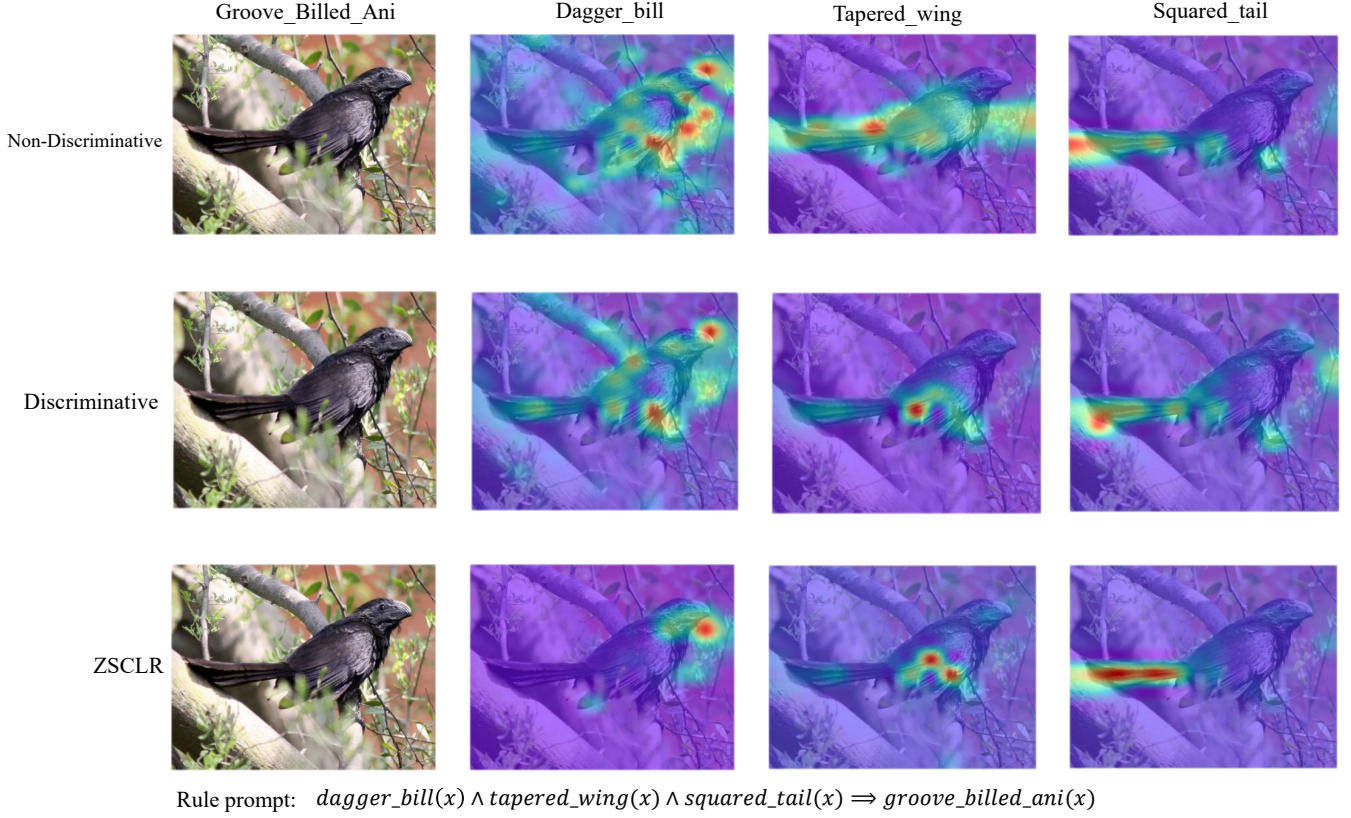 Groove_Billed_Ani Dagger_bill Tapered_wing Squared_tail
Non-Discriminative
Discriminative
ZSCLR
Rule prompt: dagger_bill(x) ∧ tapered_wing(x) ∧ squared_tail(x) ⟹ groove_billed_ani(x)